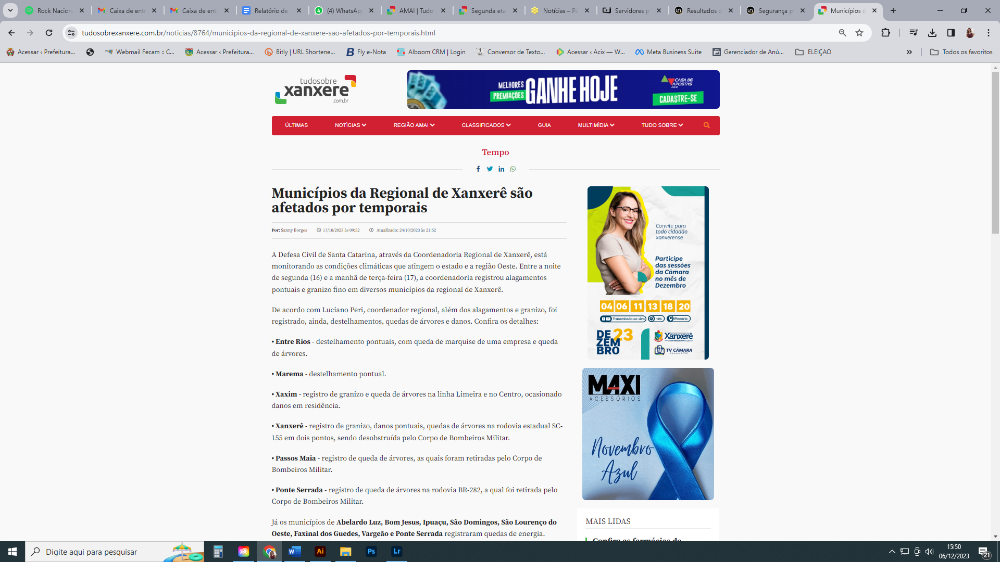 Rock Nacion
Caixa de ent
Caixa de ent
Relatório de
(4) WhatsAp
AMAI | Tudo
Segunda eta
Notícias – Pá
Servidores p
Resultados d
Segurança p
Municípios d
tudosobrexanxere.com.br/noticias/8764/municipios-da-regional-de-xanxere-sao-afetados-por-temporais.html
Acessar ‹ Prefeitura...
Webmail Fecam :: C...
Acessar ‹ Prefeitura...
Bitly | URL Shortene...
Fly e-Nota
Alboom CRM | Login
Conversor de Texto...
Acessar ‹ Acix — W...
Meta Business Suite
Gerenciador de Anú...
ELEIÇAO
Todos os favoritos
tudosobre
xanxere
.com.br
MELHORES
PREMIAÇÕES
GANHE HOJE
CASA DE
APOSTAS
.com
CADASTRE-SE
ÚLTIMAS
NOTÍCIAS
REGIÃO AMAI
CLASSIFICADOS
GUIA
MULTIMÍDIA
TUDO SOBRE
Tempo
Municípios da Regional de Xanxerê são
afetados por temporais
Por: Sanny Borges
17/10/2023 às 09:52
Atualizado: 24/10/2023 às 21:52
A Defesa Civil de Santa Catarina, através da Coordenadoria Regional de Xanxerê, está
monitorando as condições climáticas que atingem o estado e a região Oeste. Entre a noite
de segunda (16) e a manhã de terça-feira (17), a coordenadoria registrou alagamentos
pontuais e granizo fino em diversos municípios da regional de Xanxerê.
De acordo com Luciano Peri, coordenador regional, além dos alagamentos e granizo, foi
registrado, ainda, destelhamentos, quedas de árvores e danos. Confira os detalhes:
• Entre Rios - destelhamento pontuais, com queda de marquise de uma empresa e queda
de árvores.
• Marema - destelhamento pontual.
• Xaxim - registro de granizo e queda de árvores na linha Limeira e no Centro, ocasionado
danos em residência.
• Xanxerê - registro de granizo, danos pontuais, quedas de árvores na rodovia estadual SC-
155 em dois pontos, sendo desobstruída pelo Corpo de Bombeiros Militar.
• Passos Maia - registro de queda de árvores, as quais foram retiradas pelo Corpo de
Bombeiros Militar.
• Ponte Serrada - registro de queda de árvores na rodovia BR-282, a qual foi retirada pelo
Corpo de Bombeiros Militar.
Já os municípios de Abelardo Luz, Bom Jesus, Ipuaçu, São Domingos, São Lourenço do
Oeste, Faxinal dos Guedes, Vargeão e Ponte Serrada registraram quedas de energia.
Convite para
todo cidadão
xanxerense
Participe
das sessões
da Câmara
no mês de
Dezembro
04 06 11 13 18 20
Transmissão ao vivo
19h
Plenário
DE
ZEM
BRO
23
Xanxerê
TV CÂMARA
Xanxerê/SC
MAXI
ACESSÓRIOS
Novembro
Azul
MAIS LIDAS
Confira as farmácias de
Digite aqui para pesquisar
Ai
Ps
Lr
15:50
06/12/2023
21